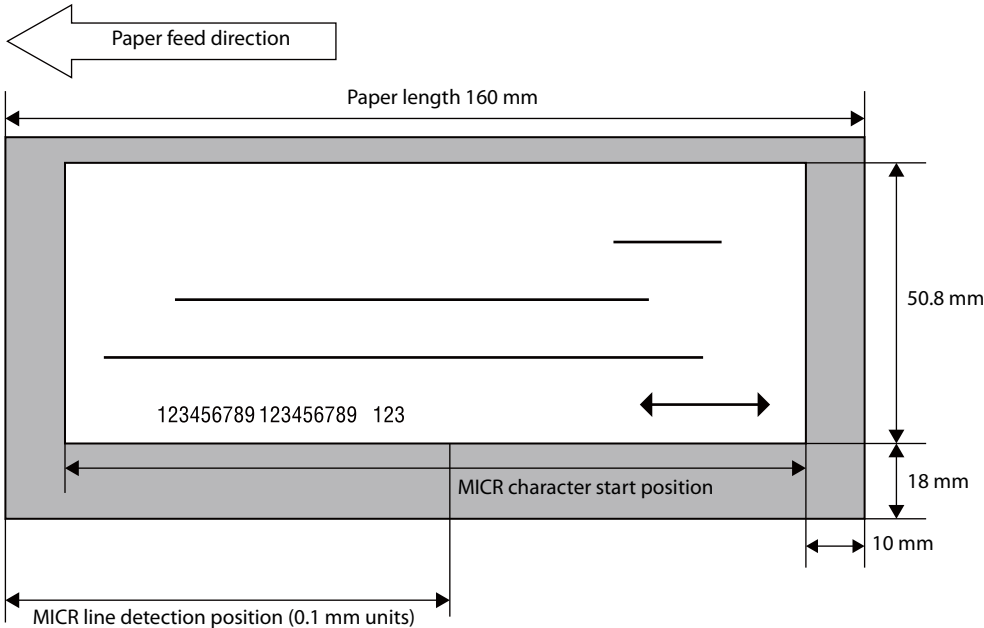 Paper feed direction
Paper length 160 mm
50.8 mm
123456789 123456789 123
MICR character start position
18 mm
10 mm
MICR line detection position (0.1 mm units)